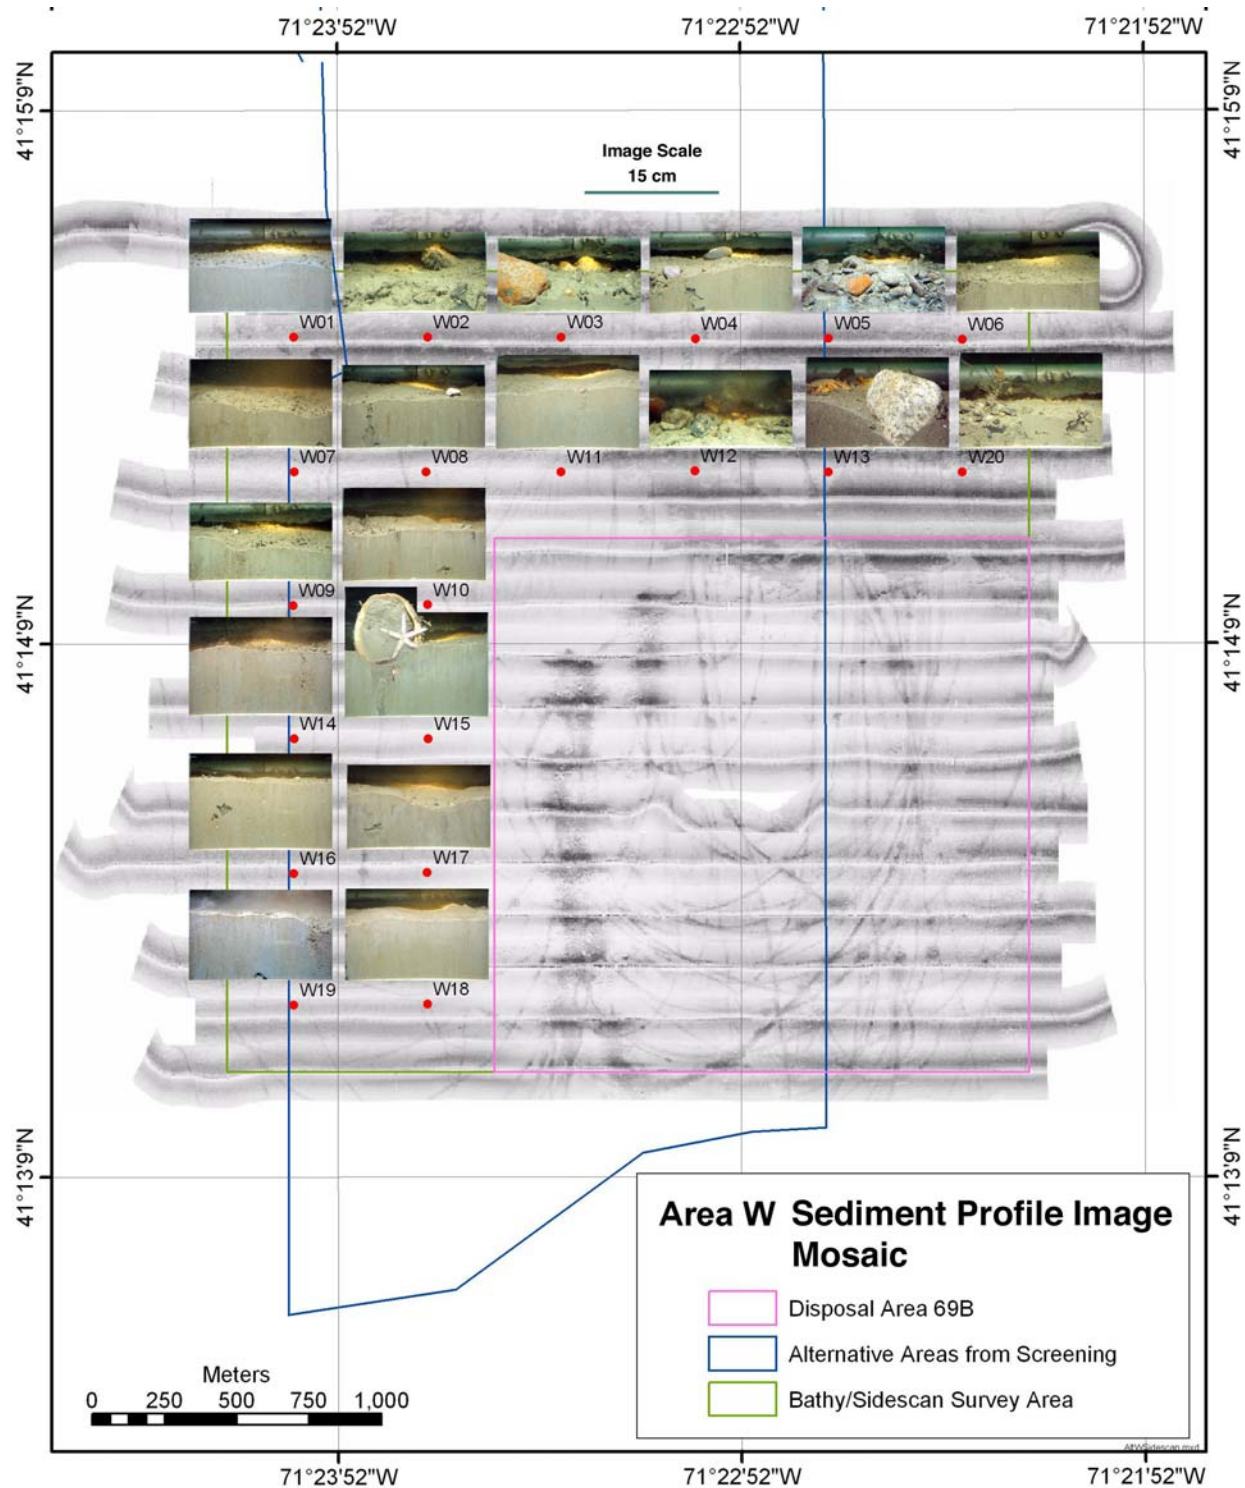 71°23'52"W 71°22'52"W 71°21'52"W
41°15'9"N 41°15'9"N
Image Scale
15 cm
W01 W02 W03 W04 W05 W06
W07 W08 W11 W12 W13 W20
W09 W10
41°14'9"N 41°14'9"N
W14 W15
W16 W17
W19 W18
41°13'9"N 41°13'9"N
Area W Sediment Profile Image
Mosaic
Disposal Area 69B
Alternative Areas from Screening
Bathy/Sidescan Survey Area
Meters
0 250 500 750 1,000
AltWSidescan.mxd
71°23'52"W 71°22'52"W 71°21'52"W